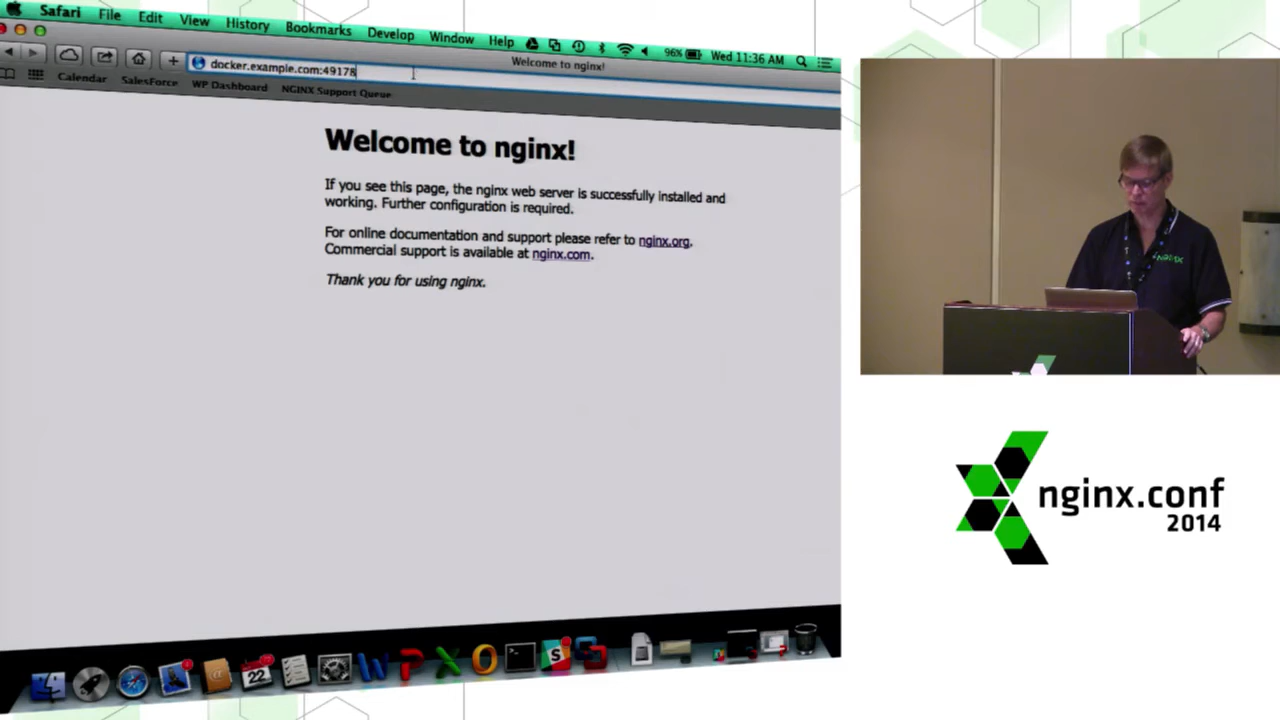 Safari File Edit View History Bookmarks Develop Window Help 96% Wed 11:36 AM
Welcome to nginx!
docker.example.com:49178
Calendar SalesForce WP Dashboard NGINX Support Queue
Welcome to nginx!
If you see this page, the nginx web server is successfully installed and
working. Further configuration is required.
For online documentation and support please refer to nginx.org.
Commercial support is available at nginx.com.
Thank you for using nginx.
22
NGINX
nginx.conf
2014